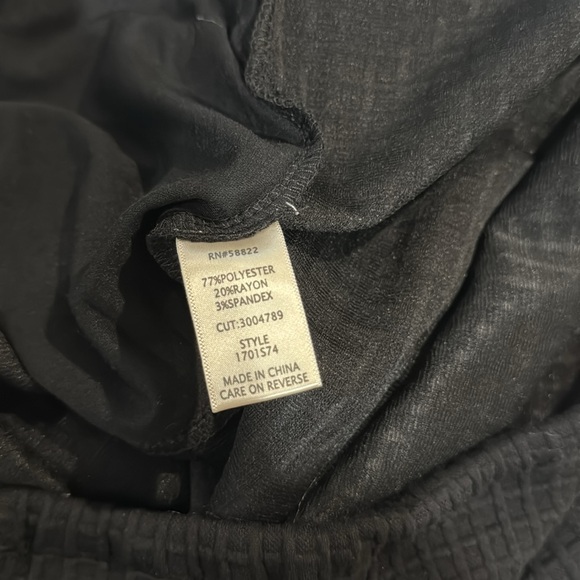 RN#58822
77%POLYESTER
20%RAYON
3%SPANDEX
CUT:3004789
STYLE
1701S74
MADE IN CHINA
CARE ON REVERSE